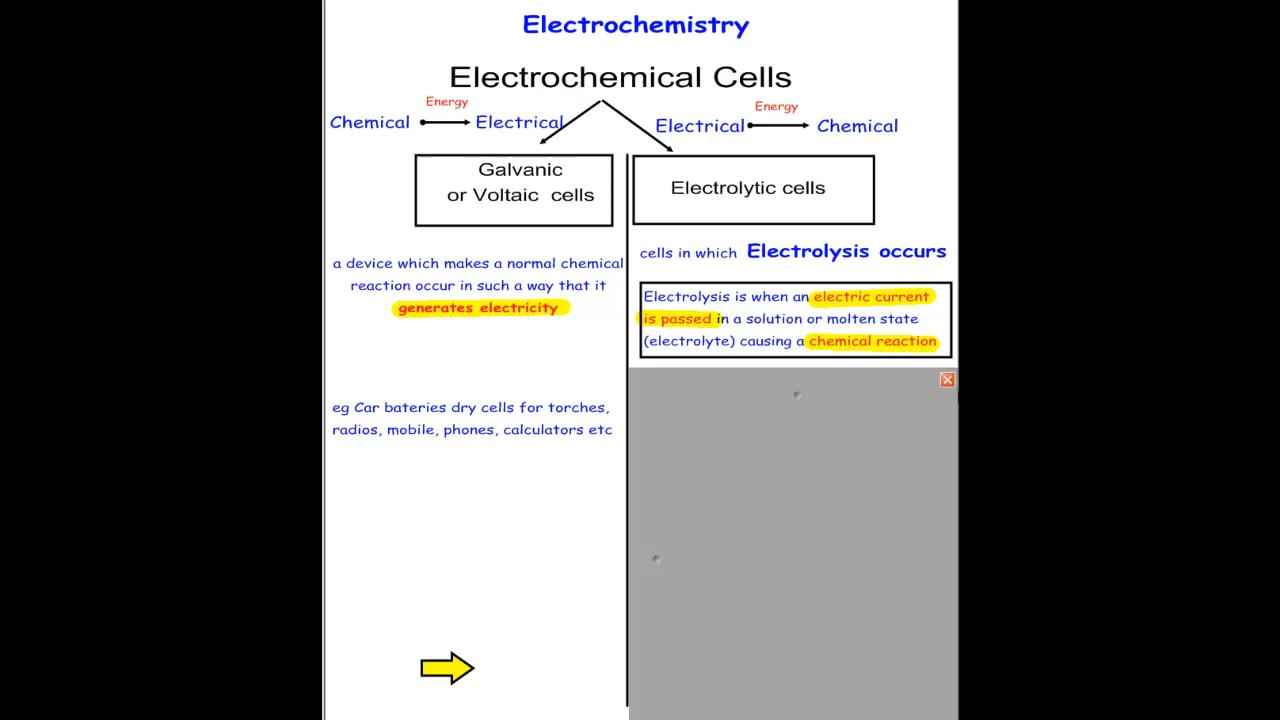 Electrochemistry
Electrochemical Cells
Energy
Chemical Electrical
Energy
Electrical Chemical
Galvanic
or Voltaic cells
Electrolytic cells
a device which makes a normal chemical
reaction occur in such a way that it
generates electricity
eg Car bateries dry cells for torches,
radios, mobile, phones, calculators etc
cells in which Electrolysis occurs
Electrolysis is when an electric current
is passed in a solution or molten state
(electrolyte) causing a chemical reaction